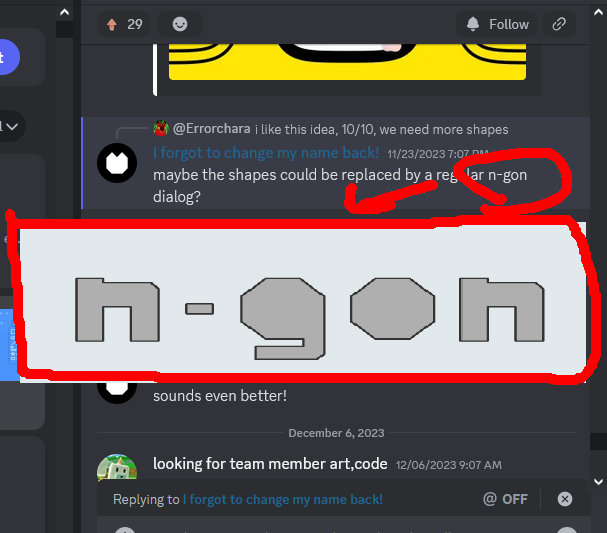 29
Follow
@Errorchara i like this idea, 10/10, we need more shapes
I forgot to change my name back! 11/23/2023 7:07 PM
maybe the shapes could be replaced by a regular n-gon
dialog?
n-gon
sounds even better!
December 6, 2023
looking for team member art,code 12/06/2023 9:07 AM
Replying to I forgot to change my name back! @ OFF